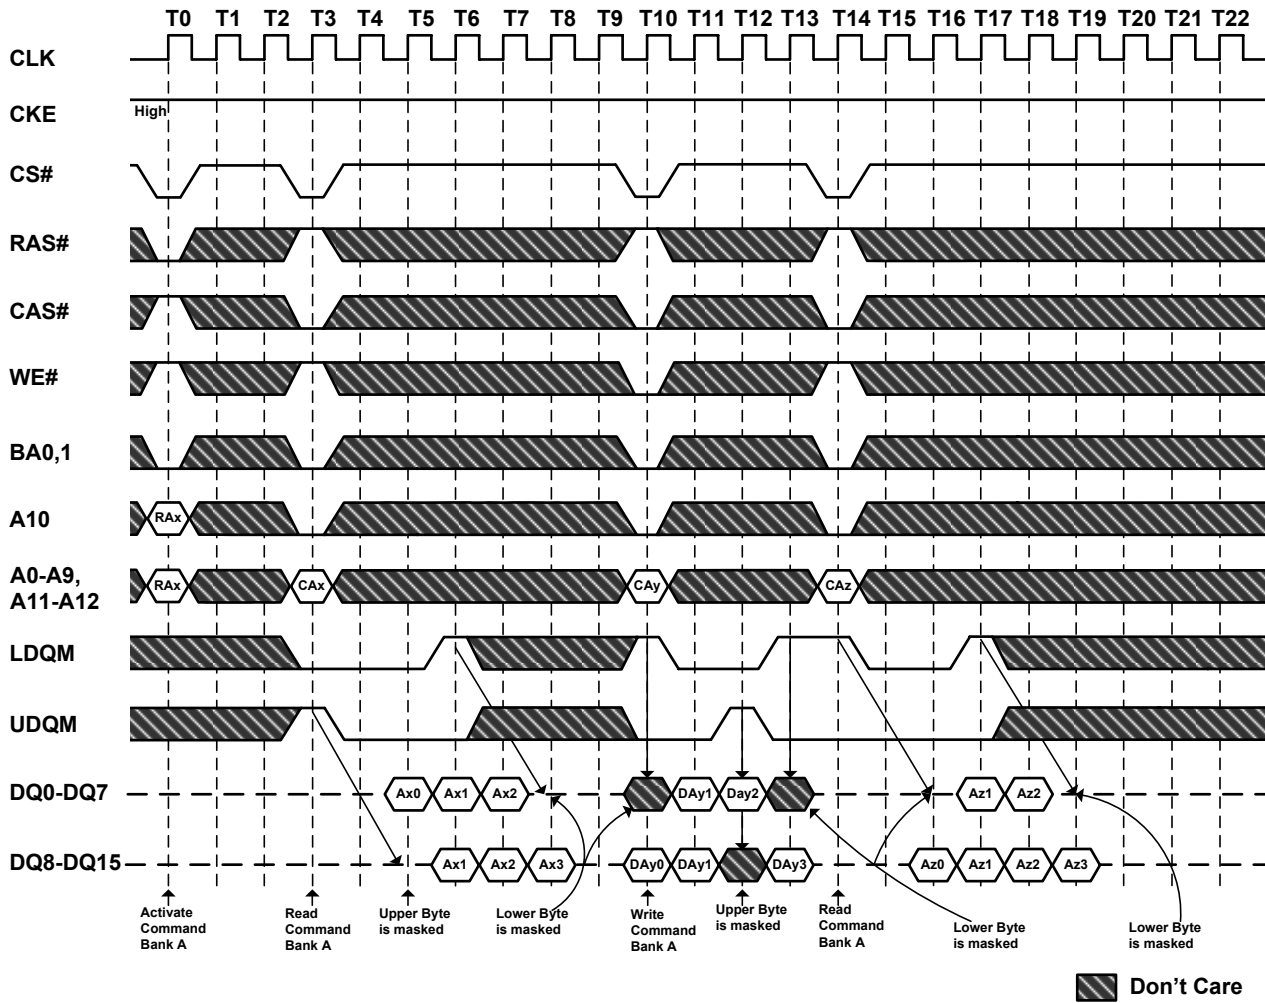 T0 T1 T2 T3 T4 T5 T6 T7 T8 T9 T10 T11 T12 T13 T14 T15 T16 T17 T18 T19 T20 T21 T22
CLK
CKE
High
CS#
RAS#
CAS#
WE#
BA0,1
A10
RAx
A0-A9,
A11-A12
RAx CAx CAy CAz
LDQM
UDQM
DQ0-DQ7
Ax0 Ax1 Ax2 DAy1 Day2 Az1 Az2
DQ8-DQ15
Ax1 Ax2 Ax3 DAy0 DAy1 DAy3 Az0 Az1 Az2 Az3
Activate
Command
Bank A
Read
Command
Bank A
Upper Byte
is masked
Lower Byte
is masked
Write
Command
Bank A
Upper Byte
is masked
Read
Command
Bank A
Lower Byte
is masked
Lower Byte
is masked
Don't Care